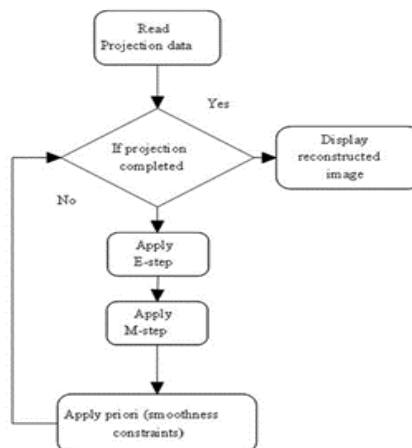 Read
Projection data
Yes
If projection
completed
Display
reconstructed
image
No
Apply
E-step
Apply
M-step
Apply priori (smoothness
constraints)